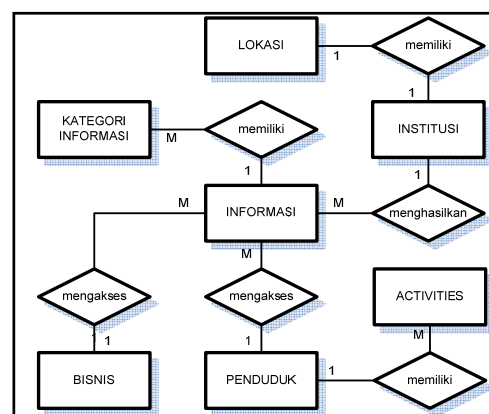 LOKASI
1
memiliki
1
KATEGORI
INFORMASI
M
memiliki
1
INSTITUSI
1
M
INFORMASI
M
menghasilkan
M
mengakses
1
mengakses
1
ACTIVITIES
M
BISNIS
PENDUDUK
1
memiliki